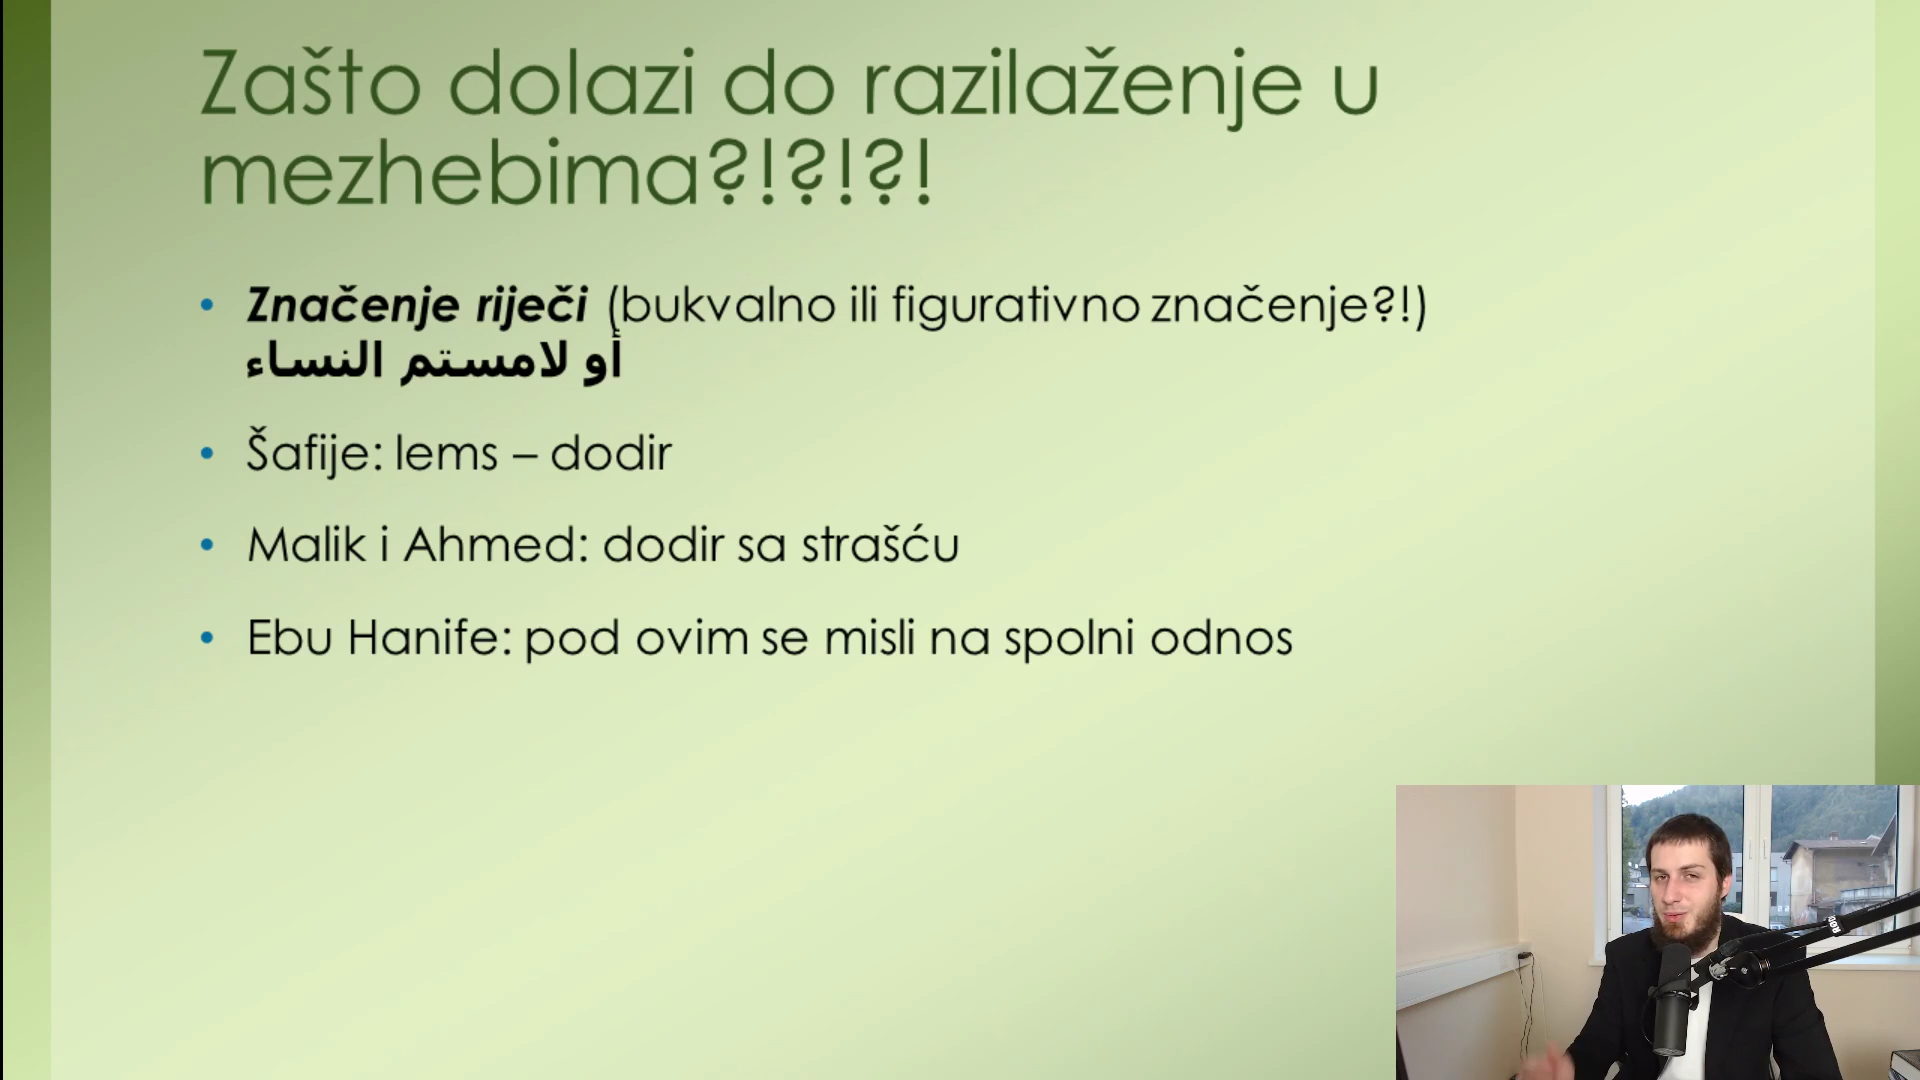 Zašto dolazi do razilaženje u
mezhebima?!?!?!
• Značenje riječi (bukvalno ili figurativno značenje?!)
أو لامستم النساء
• Šafije: lems – dodir
• Malik i Ahmed: dodir sa strašću
• Ebu Hanife: pod ovim se misli na spolni odnos